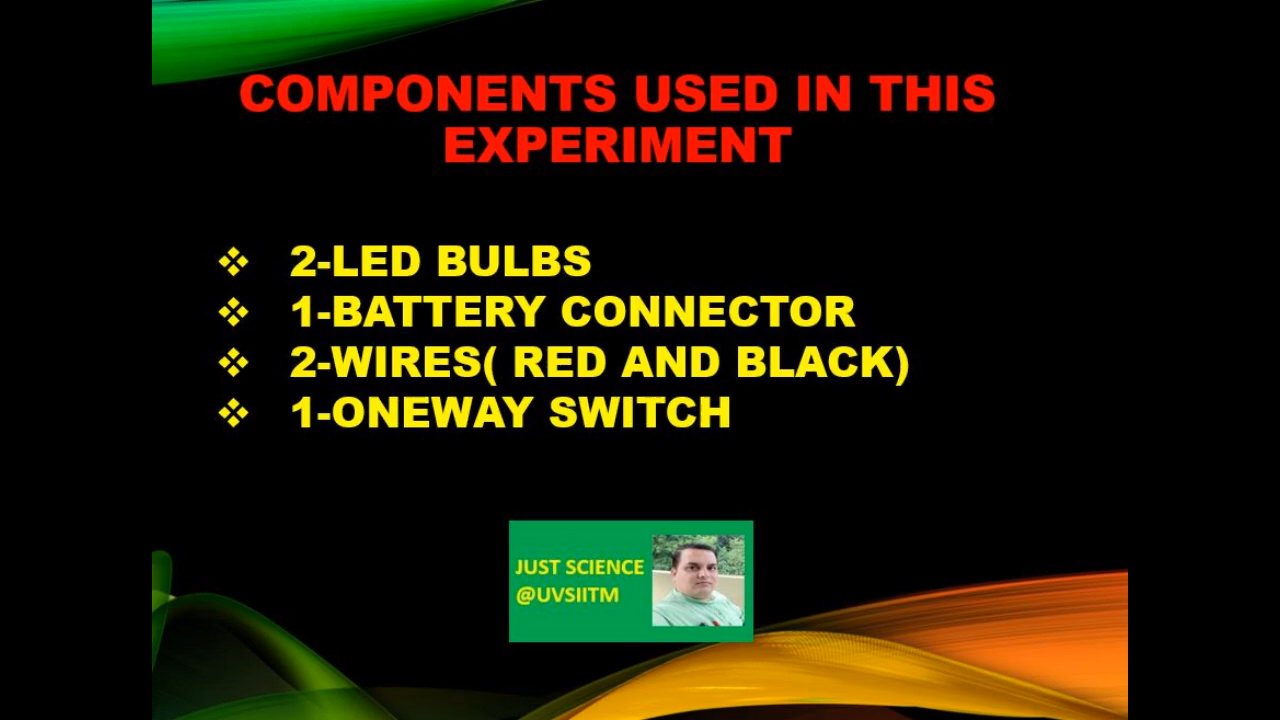 COMPONENTS USED IN THIS
EXPERIMENT
2-LED BULBS
1-BATTERY CONNECTOR
2-WIRES( RED AND BLACK)
1-ONEWAY SWITCH
JUST SCIENCE
@UVSIITM